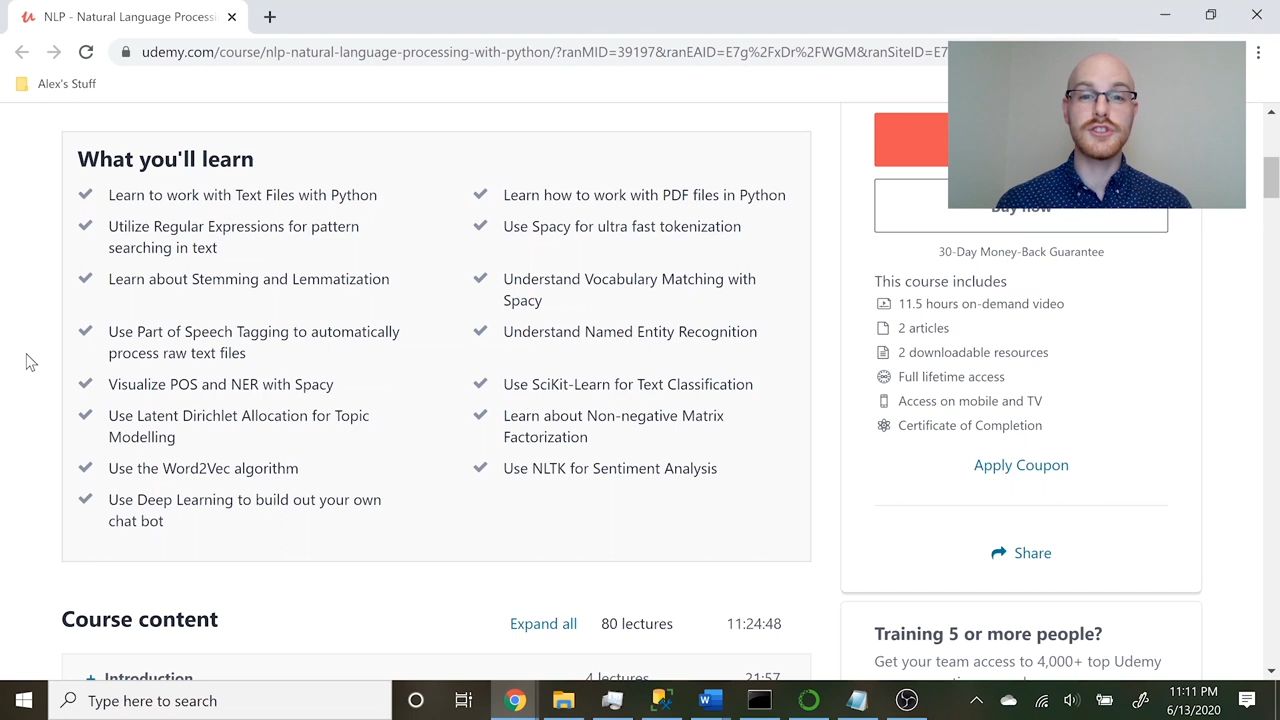 NLP - Natural Language Processi
udemy.com/course/nlp-natural-language-processing-with-python/?ranMID=39197&ranEAID=E7g%2FxDr%2FWGM&ranSiteID=E7
Alex's Stuff
What you'll learn
Learn to work with Text Files with Python
Learn how to work with PDF files in Python
Utilize Regular Expressions for pattern
searching in text
Use Spacy for ultra fast tokenization
Learn about Stemming and Lemmatization
Understand Vocabulary Matching with
Spacy
Use Part of Speech Tagging to automatically
process raw text files
Understand Named Entity Recognition
Visualize POS and NER with Spacy
Use SciKit-Learn for Text Classification
Use Latent Dirichlet Allocation for Topic
Modelling
Learn about Non-negative Matrix
Factorization
Use the Word2Vec algorithm
Use NLTK for Sentiment Analysis
Use Deep Learning to build out your own
chat bot
Course content
Expand all
80 lectures
11:24:48
Introduction
4 lectures
21:57
Buy now
30-Day Money-Back Guarantee
This course includes
11.5 hours on-demand video
2 articles
2 downloadable resources
Full lifetime access
Access on mobile and TV
Certificate of Completion
Apply Coupon
Share
Training 5 or more people?
Get your team access to 4,000+ top Udemy
Type here to search
11:11 PM
6/13/2020